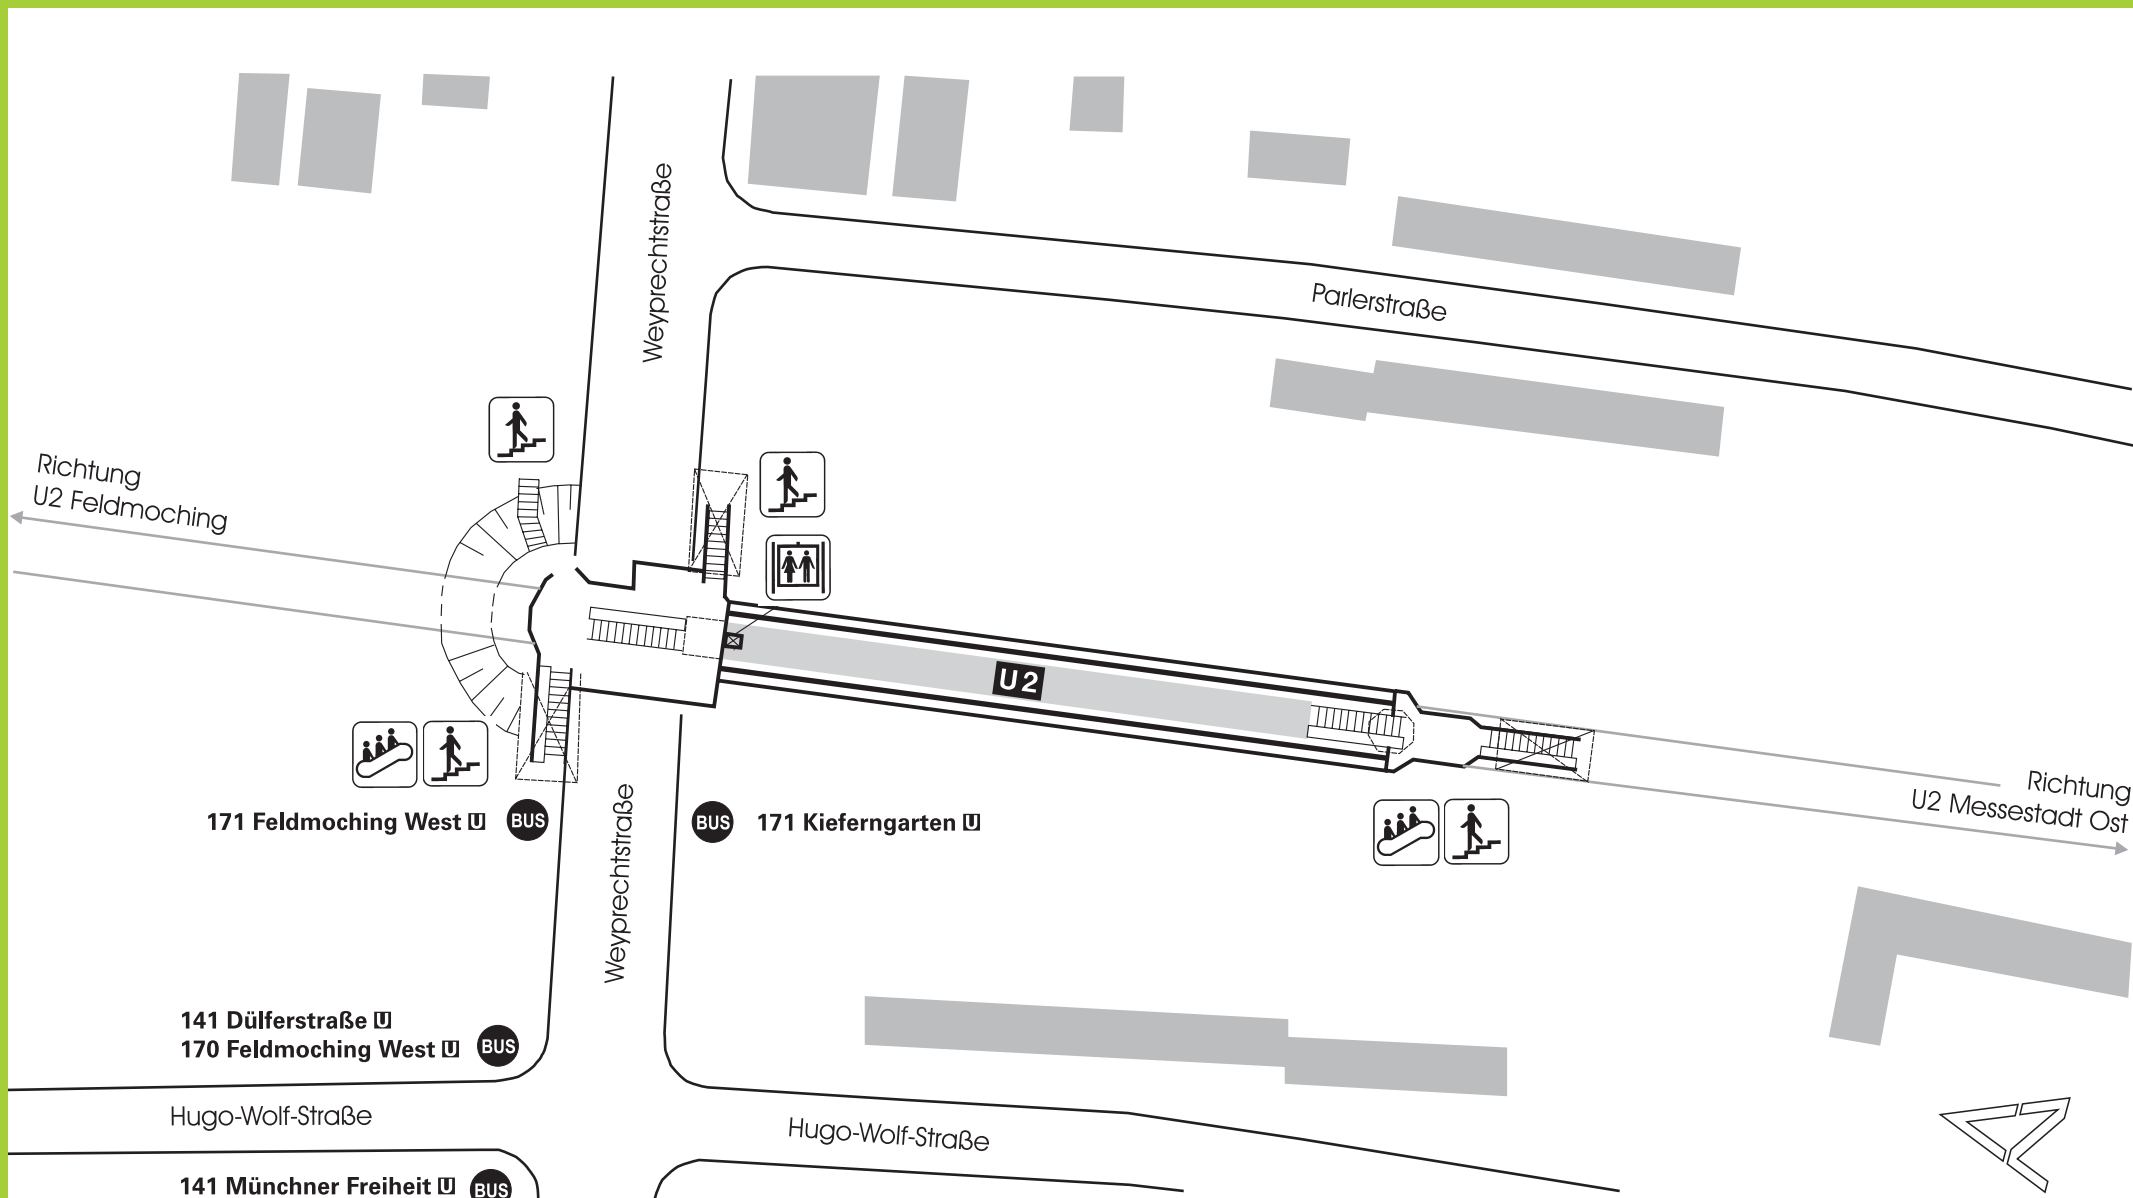 Weyprechtstraße
Parlerstraße
Richtung
U2 Feldmoching
U2
Richtung
U2 Messestadt Ost
171 Feldmoching West U
BUS
BUS
171 Kieferngarten U
Weyprechtstraße
141 Dülferstraße U
170 Feldmoching West U
BUS
Hugo-Wolf-Straße
Hugo-Wolf-Straße
141 Münchner Freiheit U
BUS